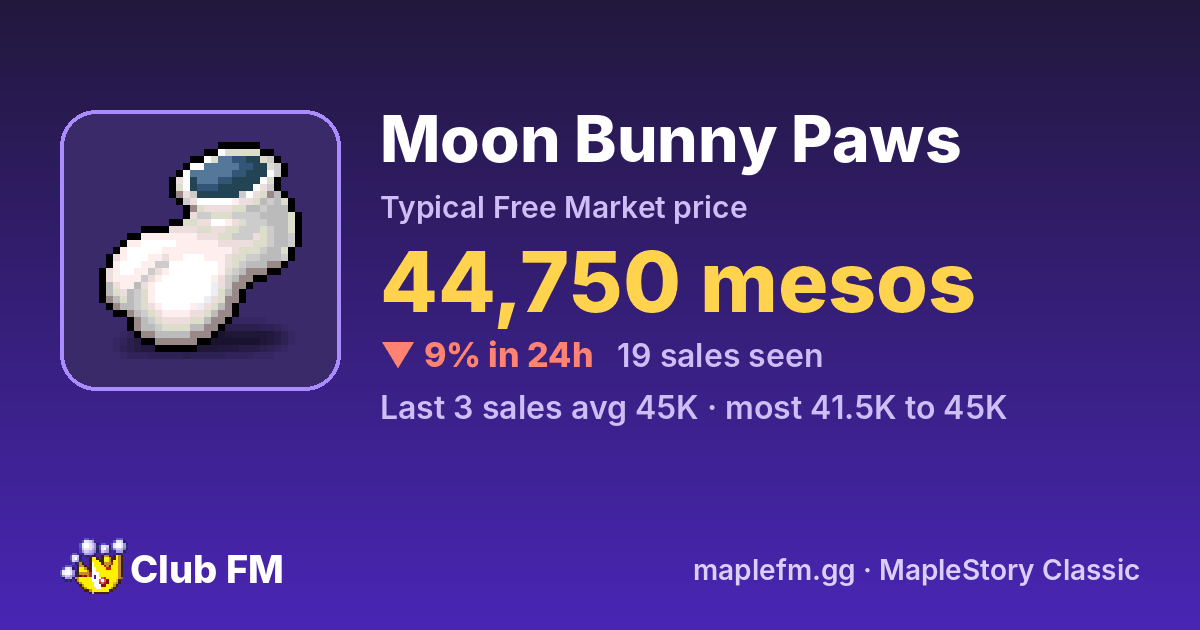 Moon Bunny Paws
Typical Free Market price
44,750 mesos
▼ 9% in 24h 19 sales seen
Last 3 sales avg 45K · most 41.5K to 45K
Club FM
maplefm.gg · MapleStory Classic